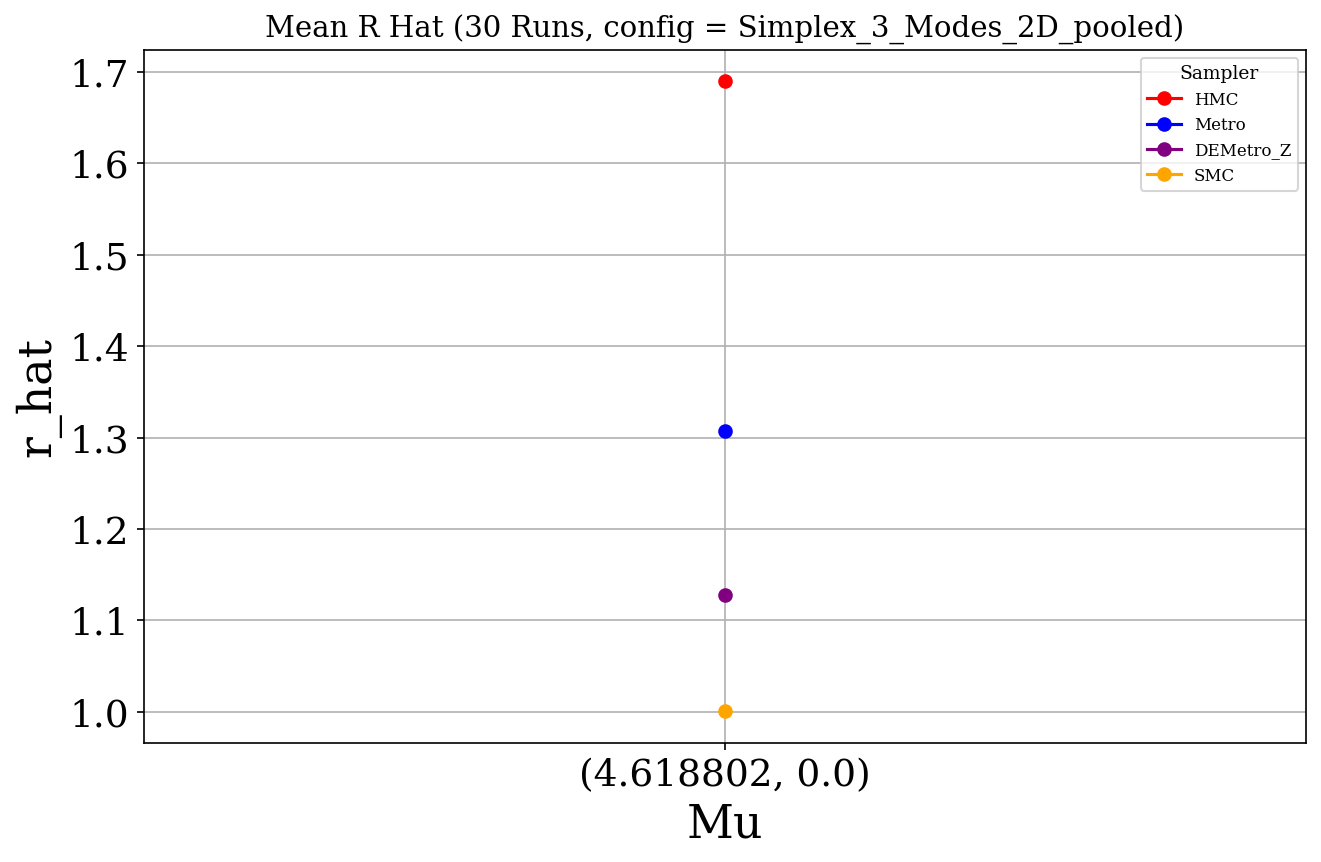 Mean R Hat (30 Runs, config = Simplex_3_Modes_2D_pooled)
Sampler
HMC
Metro
DEMetro_Z
SMC
r_hat
1.7
1.6
1.5
1.4
1.3
1.2
1.1
1.0
(4.618802, 0.0)
Mu